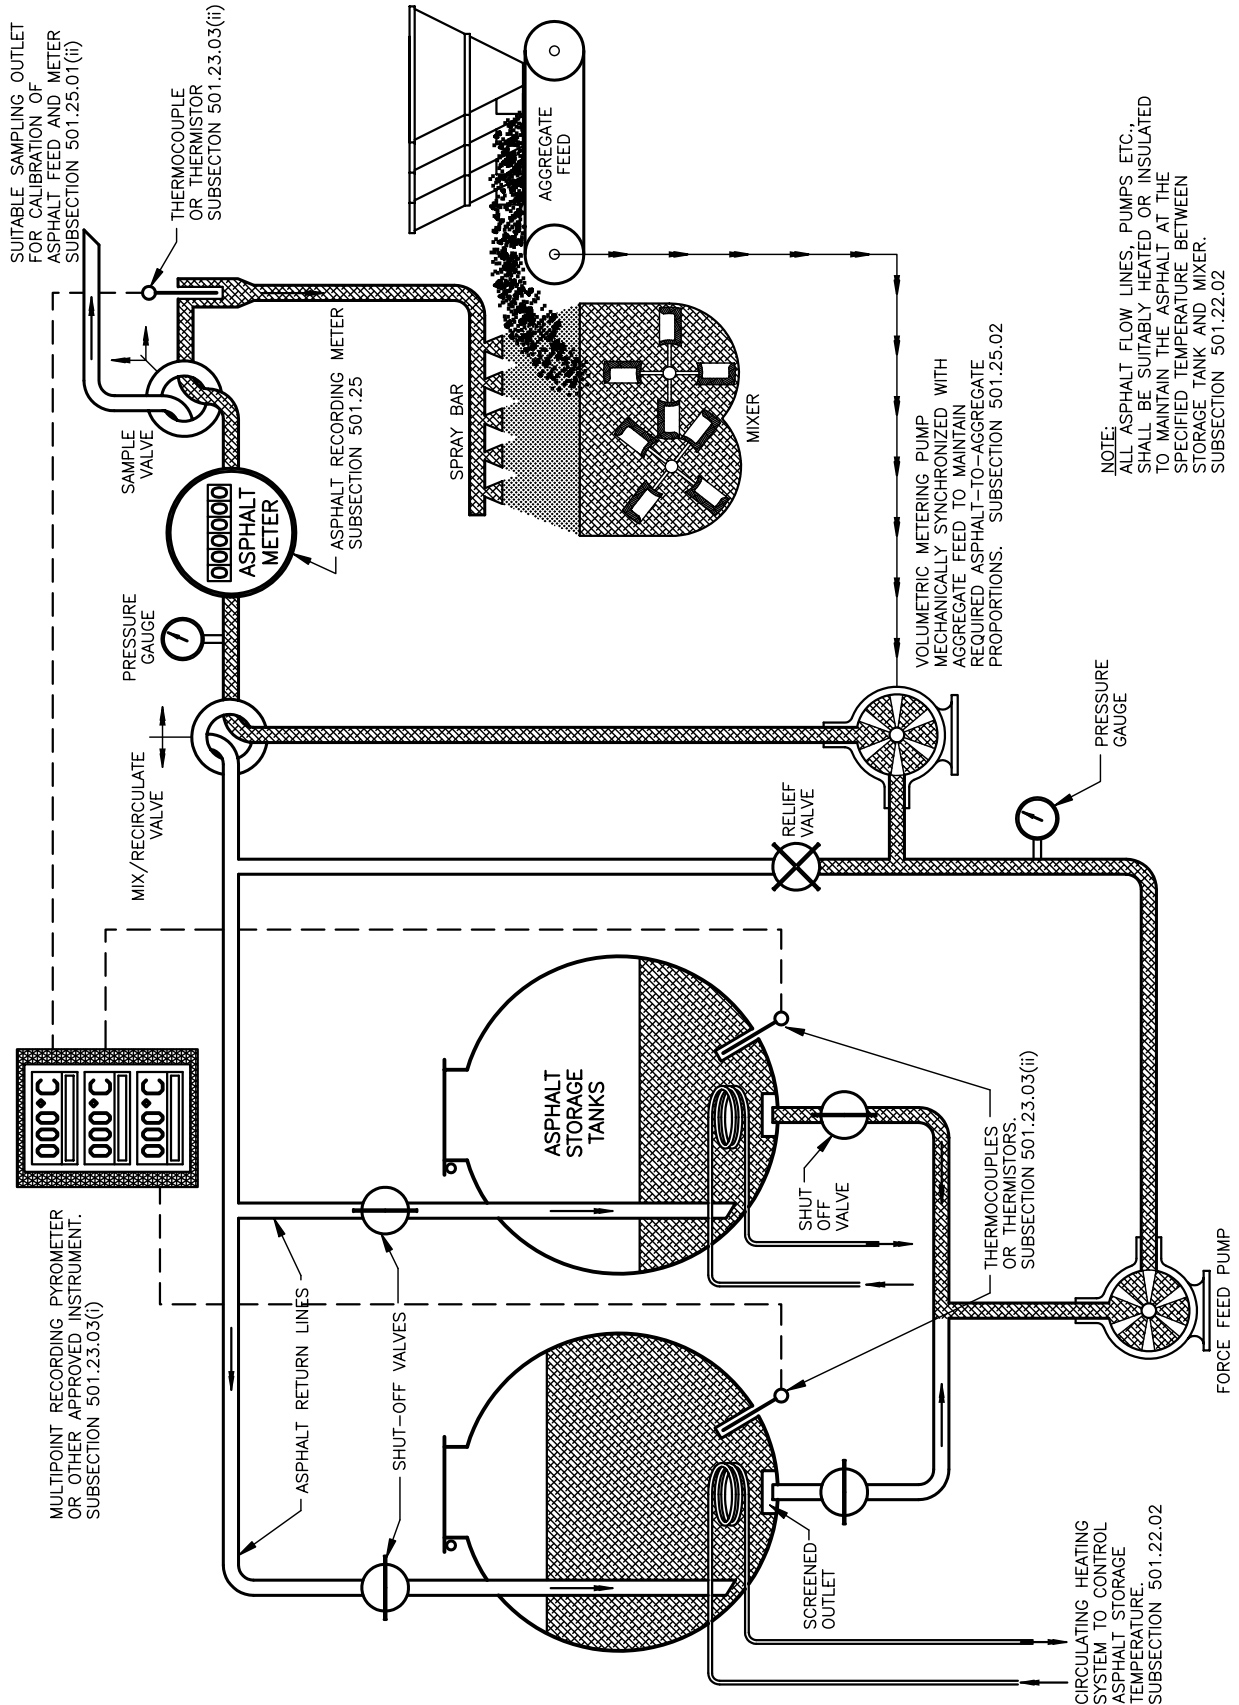 SUITABLE SAMPLING OUTLET
FOR CALIBRATION OF
ASPHALT FEED AND METER
SUBSECTION 501.25.01(ii)
THERMOCOUPLE
OR THERMISTOR
SUBSECTON 501.23.03(ii)
SAMPLE
VALVE
000000
ASPHALT
METER
ASPHALT RECORDING METER
SUBSECTION 501.25
PRESSURE
GAUGE
MIX/RECIRCULATE
VALVE
000°C
000°C
000°C
MULTIPOINT RECORDING PYROMETER
OR OTHER APPROVED INSTRUMENT.
SUBSECTION 501.23.03(i)
ASPHALT RETURN LINES
SHUT-OFF VALVES
ASPHALT
STORAGE
TANKS
SPRAY BAR
AGGREGATE
FEED
MIXER
RELIEF
VALVE
VOLUMETRIC METERING PUMP
MECHANICALLY SYNCHRONIZED WITH
AGGREGATE FEED TO MAINTAIN
REQUIRED ASPHALT-TO-AGGREGATE
PROPORTIONS. SUBSECTION 501.25.02
SHUT
OFF
VALVE
SCREENED
OUTLET
THERMOCOUPLES
OR THERMISTORS.
SUBSECTION 501.23.03(ii)
PRESSURE
GAUGE
CIRCULATING HEATING
SYSTEM TO CONTROL
ASPHALT STORAGE
TEMPERATURE.
SUBSECTION 501.22.02
FORCE FEED PUMP
NOTE:
ALL ASPHALT FLOW LINES, PUMPS ETC.,
SHALL BE SUITABLY HEATED OR INSULATED
TO MAINTAIN THE ASPHALT AT THE
SPECIFIED TEMPERATURE BETWEEN
STORAGE TANK AND MIXER.
SUBSECTION 501.22.02